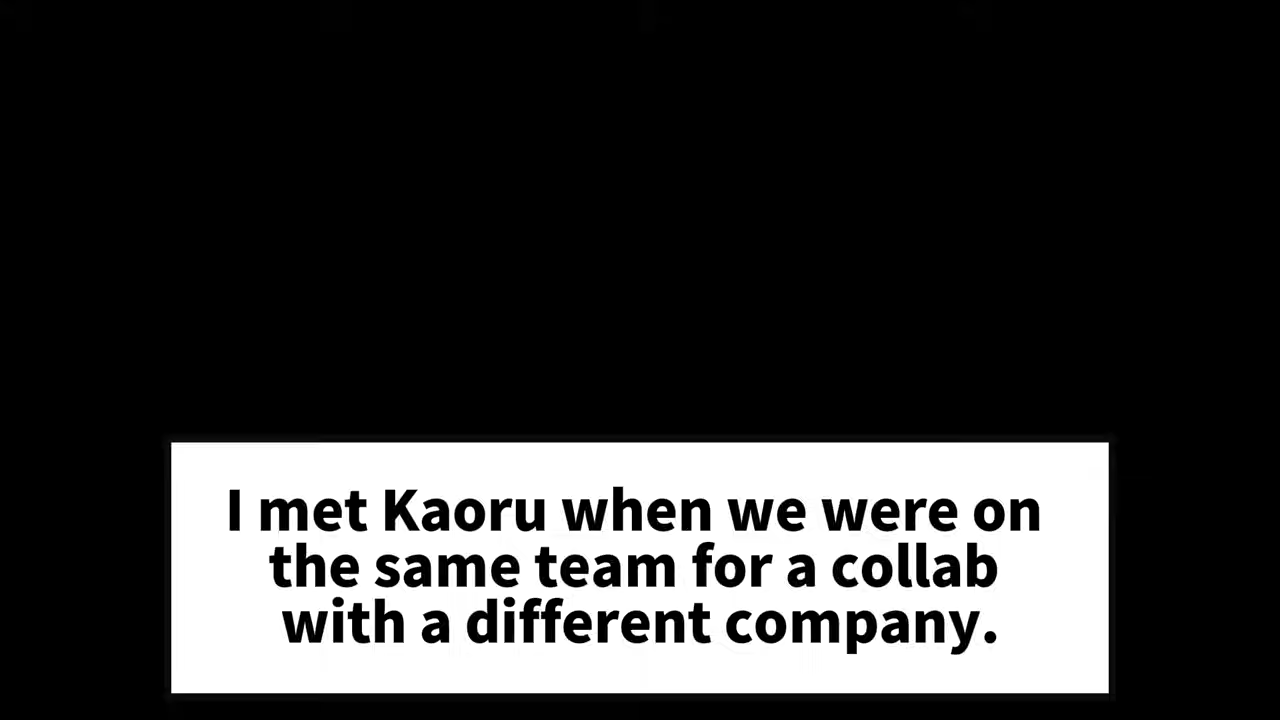 I met Kaoru when we were on
the same team for a collab
with a different company.